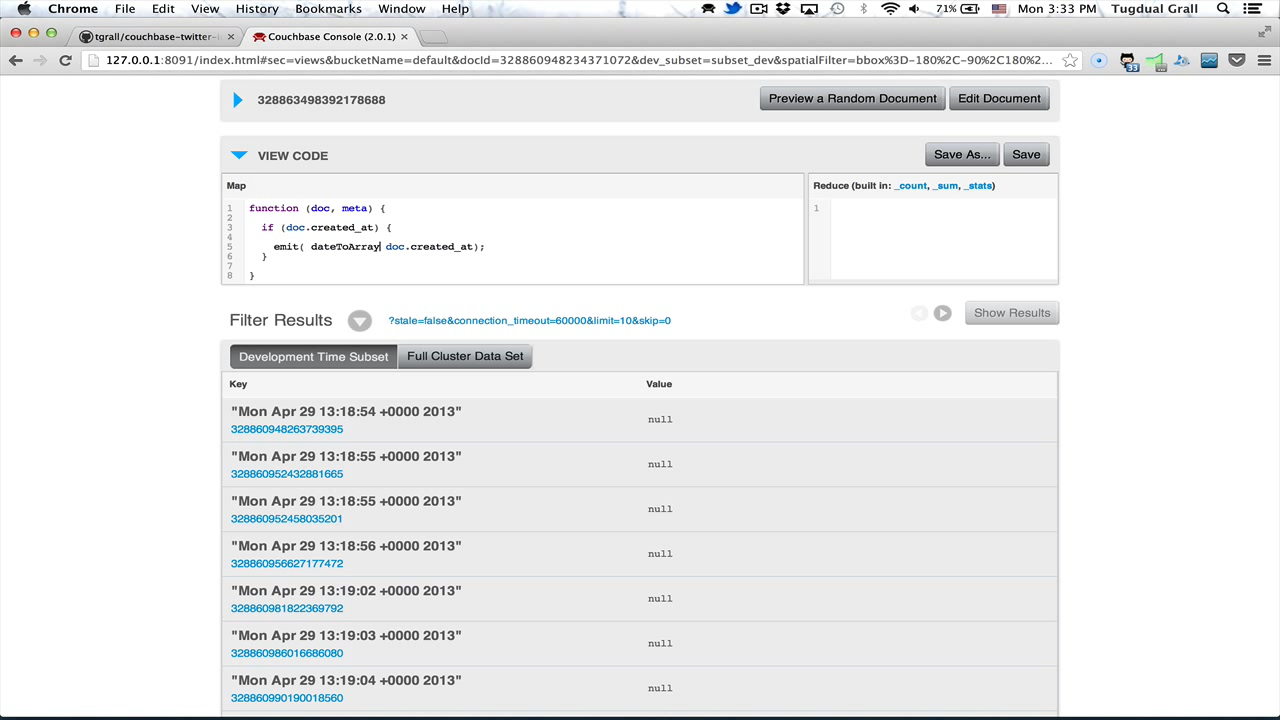 Chrome File Edit View History Bookmarks Window Help 71% Mon 3:33 PM Tugdual Grall
tgrall/couchbase-twitter-i
Couchbase Console (2.0.1)
127.0.0.1:8091/index.html#sec=views&bucketName=default&docId=328860948234371072&dev_subset=subset_dev&spatialFilter=bbox%3D-180%2C-90%2C180%2C...
33
328863498392178688
Preview a Random Document
Edit Document
VIEW CODE
Save As...
Save
Map
Reduce (built in: _count, _sum, _stats)
1 function (doc, meta) {
2
3 if (doc.created_at) {
4
5 emit( dateToArray doc.created_at);
6 }
7
8 }
1
Filter Results
?stale=false&connection_timeout=60000&limit=10&skip=0
Show Results
Development Time Subset
Full Cluster Data Set
Key Value
"Mon Apr 29 13:18:54 +0000 2013"
328860948263739395
null
"Mon Apr 29 13:18:55 +0000 2013"
328860952432881665
null
"Mon Apr 29 13:18:55 +0000 2013"
328860952458035201
null
"Mon Apr 29 13:18:56 +0000 2013"
328860956627177472
null
"Mon Apr 29 13:19:02 +0000 2013"
328860981822369792
null
"Mon Apr 29 13:19:03 +0000 2013"
328860986016686080
null
"Mon Apr 29 13:19:04 +0000 2013"
328860990190018560
null